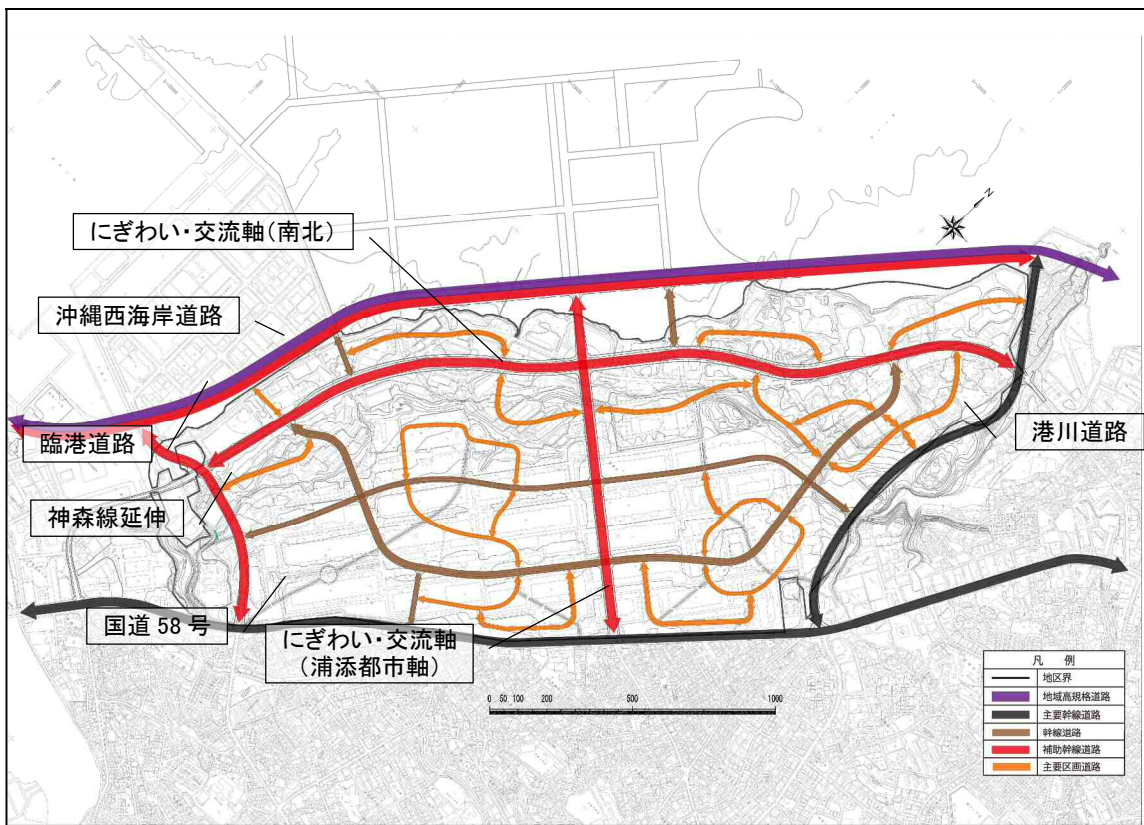 にぎわい・交流軸(南北)
沖縄西海岸道路
臨港道路
神森線延伸
国道58号
にぎわい・交流軸
(浦添都市軸)
港川道路
N
0 50 100 200 500 1000
凡 例
地区界
地域高規格道路
主要幹線道路
幹線道路
補助幹線道路
主要区画道路